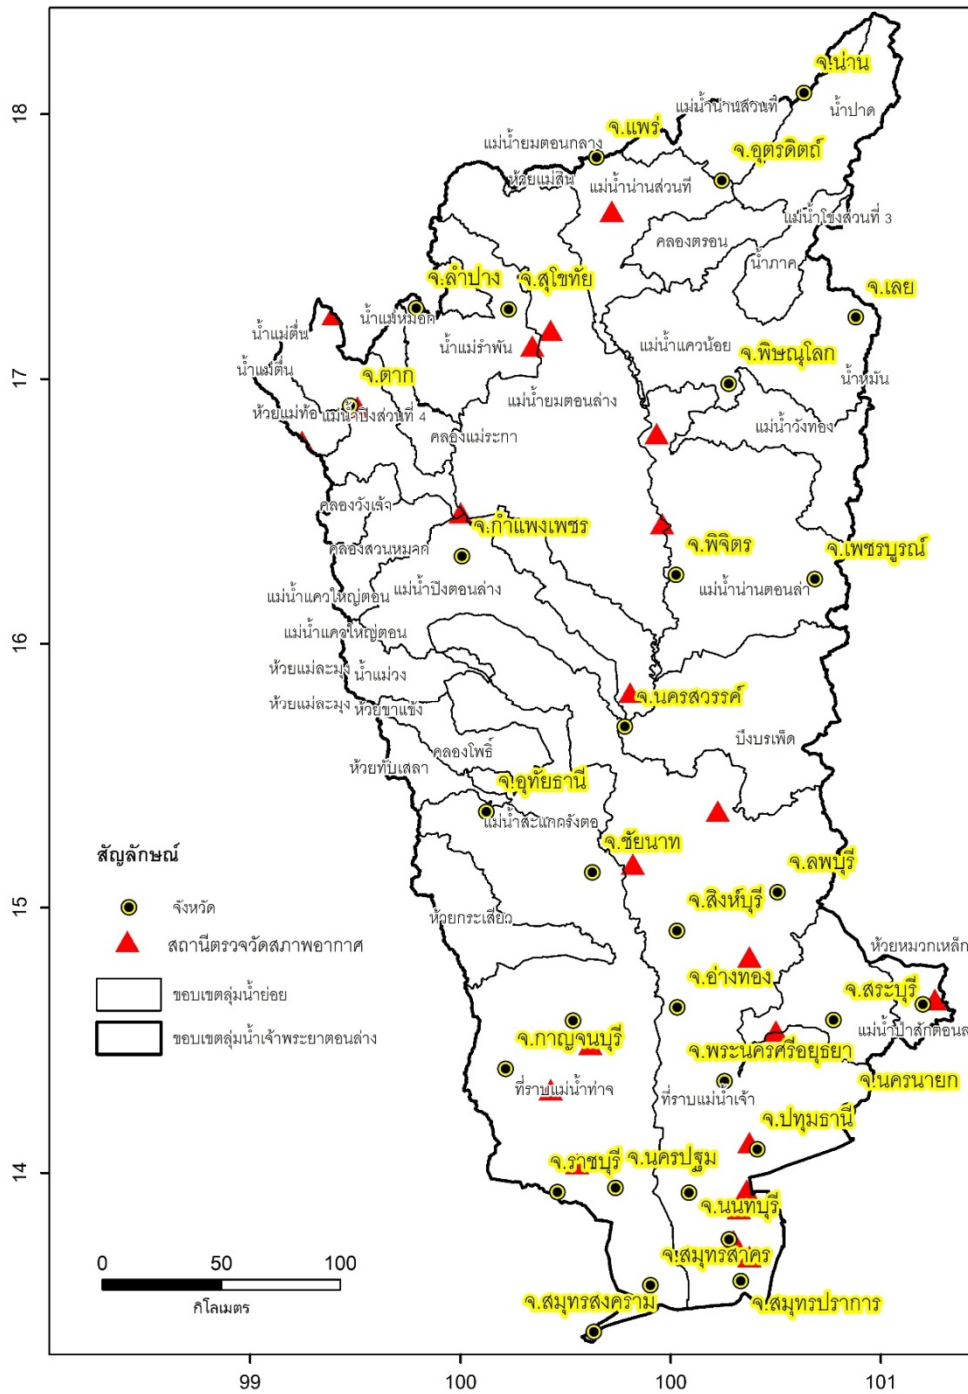 จ.น่าน
แม่น้ำน่านส่วนที่
น้ำปาด
18
จ.แพร่
แม่น้ำยมตอนกลาง
จ.อุตรดิตถ์
ห้วยแม่สิน
แม่น้ำน่านส่วนที่
แม่น้ำโขงส่วนที่ 3
คลองตรอน
น้ำภาค
จ.ลำปาง
จ.สุโขทัย
จ.เลย
น้ำแม่หมอก
น้ำแม่ตื่น
น้ำแม่รำพัน
แม่น้ำแควน้อย
จ.พิษณุโลก
17
น้ำแม่ตื่น
จ.ตาก
น้ำหมัน
แม่น้ำยมตอนล่าง
ห้วยแม่ท้อ
แม่น้ำปิงส่วนที่ 4
แม่น้ำวังทอง
คลองแม่ระกา
คลองวังเจ้า
จ.กำแพงเพชร
จ.พิจิตร
จ.เพชรบูรณ์
คลองสวนหมาก
แม่น้ำปิงตอนล่าง
แม่น้ำน่านตอนล่า
แม่น้ำแควใหญ่ตอน
แม่น้ำแควใหญ่ตอน
16
ห้วยแม่ละมุง
น้ำแม่วง
ห้วยแม่ละมุง
ห้วยขาแข้ง
จ.นครสวรรค์
บึงบรเพ็ด
คลองโพธิ์
ห้วยทับเสลา
จ.อุทัยธานี
แม่น้ำสะแกกรังตอ
จ.ชัยนาท
สัญลักษณ์
จ.ลพบุรี
15
จังหวัด
จ.สิงห์บุรี
ห้วยกระเสียว
สถานีตรวจวัดสภาพอากาศ
ห้วยหมวกเหล็ก
จ.อ่างทอง
ขอบเขตลุ่มน้ำย่อย
จ.สระบุรี
ขอบเขตลุ่มน้ำเจ้าพระยาตอนล่าง
จ.กาญจนบุรี
แม่น้ำป่าสักตอนล
จ.พระนครศรีอยุธยา
จ.นครนายก
ที่ราบแม่น้ำท่าจ
ที่ราบแม่น้ำเจ้า
จ.ปทุมธานี
14
จ.ราชบุรี
จ.นครปฐม
จ.นนทบุรี
0 50 100
กิโลเมตร
จ.สมุทรสาคร
จ.สมุทรสงคราม
จ.สมุทรปราการ
99 100 100 101